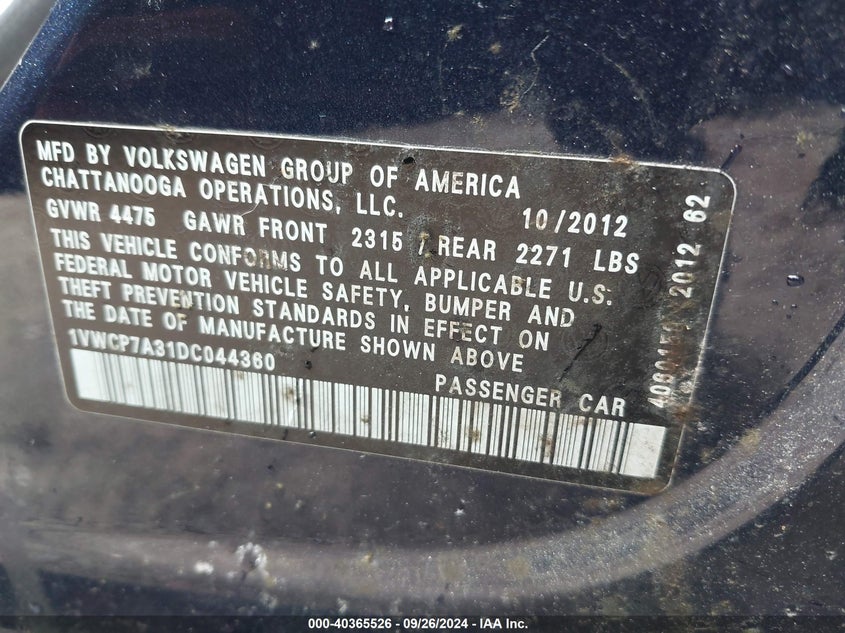 MFD BY VOLKSWAGEN GROUP OF AMERICA
CHATTANOOGA OPERATIONS, LLC. 10/2012
GVWR 4475 GAWR FRONT 2315 / REAR 2271 LBS
THIS VEHICLE CONFORMS TO ALL APPLICABLE U.S.
FEDERAL MOTOR VEHICLE SAFETY, BUMPER AND
THEFT PREVENTION STANDARDS IN EFFECT ON
THE DATE OF MANUFACTURE SHOWN ABOVE
1VWCP7A31DC044360 PASSENGER CAR
2012 62
000-40365526 - 09/26/2024 - IAA Inc.